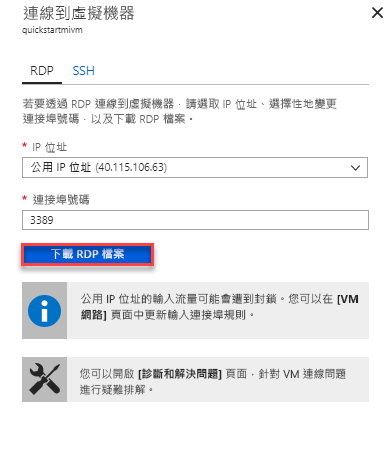 連線到虛擬機器
quickstartmivm
RDP SSH
若要透過 RDP 連線到虛擬機器，請選取 IP 位址、選擇性地變更
連接埠號碼，以及下載 RDP 檔案。
* IP 位址
公用 IP 位址 (40.115.106.63)
* 連接埠號碼
3389
下載 RDP 檔案
公用 IP 位址的輸入流量可能會遭到封鎖。您可以在 [VM
網路] 頁面中更新輸入連接埠規則。
您可以開啟 [診斷和解決問題] 頁面，針對 VM 連線問題
進行疑難排解。